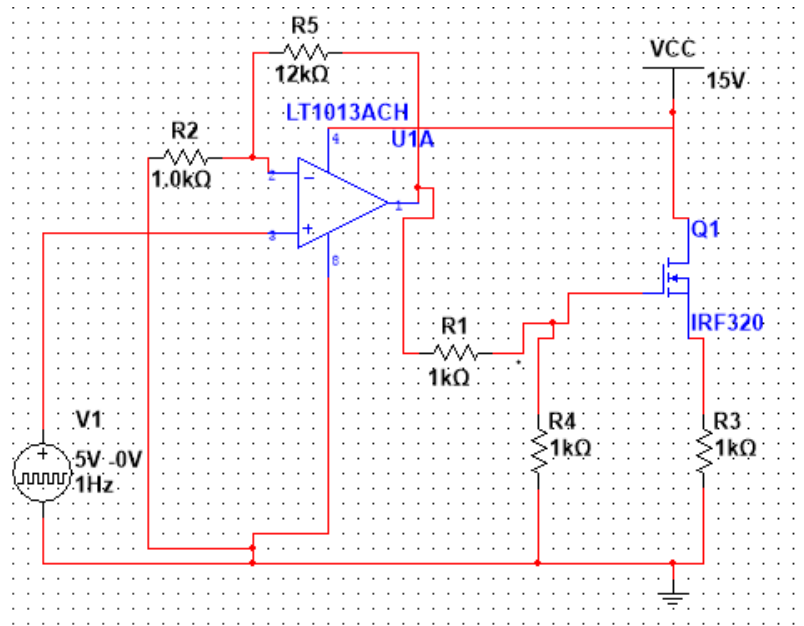 R5
12kΩ
VCC
15V
LT1013ACH
4
U1A
R2
1.0kΩ
2
1
3
8
Q1
IRF320
R1
1kΩ
V1
5V -0V
1Hz
R4
1kΩ
R3
1kΩ